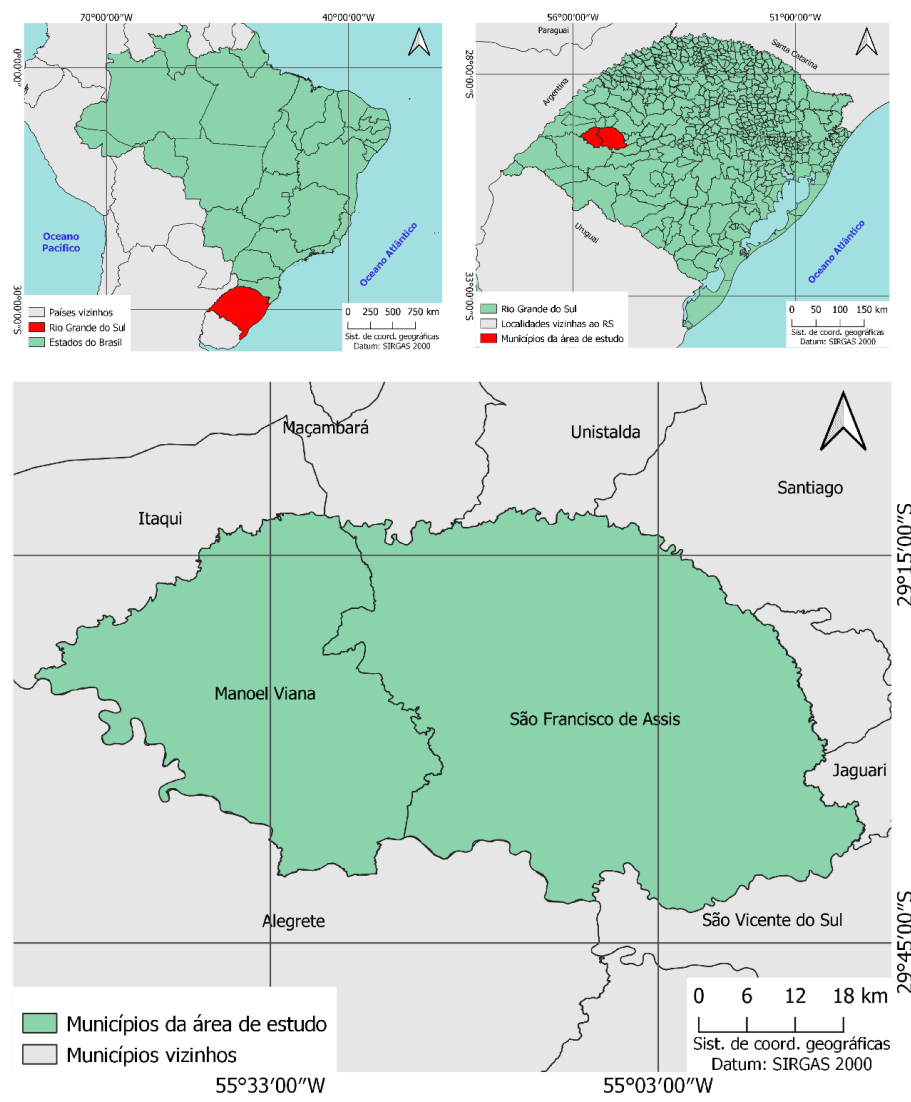 70°00′00″W
40°00′00″W
0°00′00″
30°00′00″S
Oceano
Pacífico
Oceano Atlântico
Países vizinhos
Rio Grande do Sul
Estados do Brasil
0 250 500 750 km
Sist. de coord. geográficas
Datum: SIRGAS 2000
56°00′00″W
51°00′00″W
28°00′00″S
33°00′00″S
Paraguai
Santa Catarina
Argentina
Uruguai
Oceano Atlântico
Rio Grande do Sul
Localidades vizinhas ao RS
Municípios da área de estudo
0 50 100 150 km
Sist. de coord. geográficas
Datum: SIRGAS 2000
Maçambará
Unistalda
Santiago
Itaqui
29°15′00″S
Manoel Viana
São Francisco de Assis
Jaguari
Alegrete
São Vicente do Sul
29°45′00″S
0 6 12 18 km
Sist. de coord. geográficas
Datum: SIRGAS 2000
Municípios da área de estudo
Municípios vizinhos
55°33′00″W
55°03′00″W